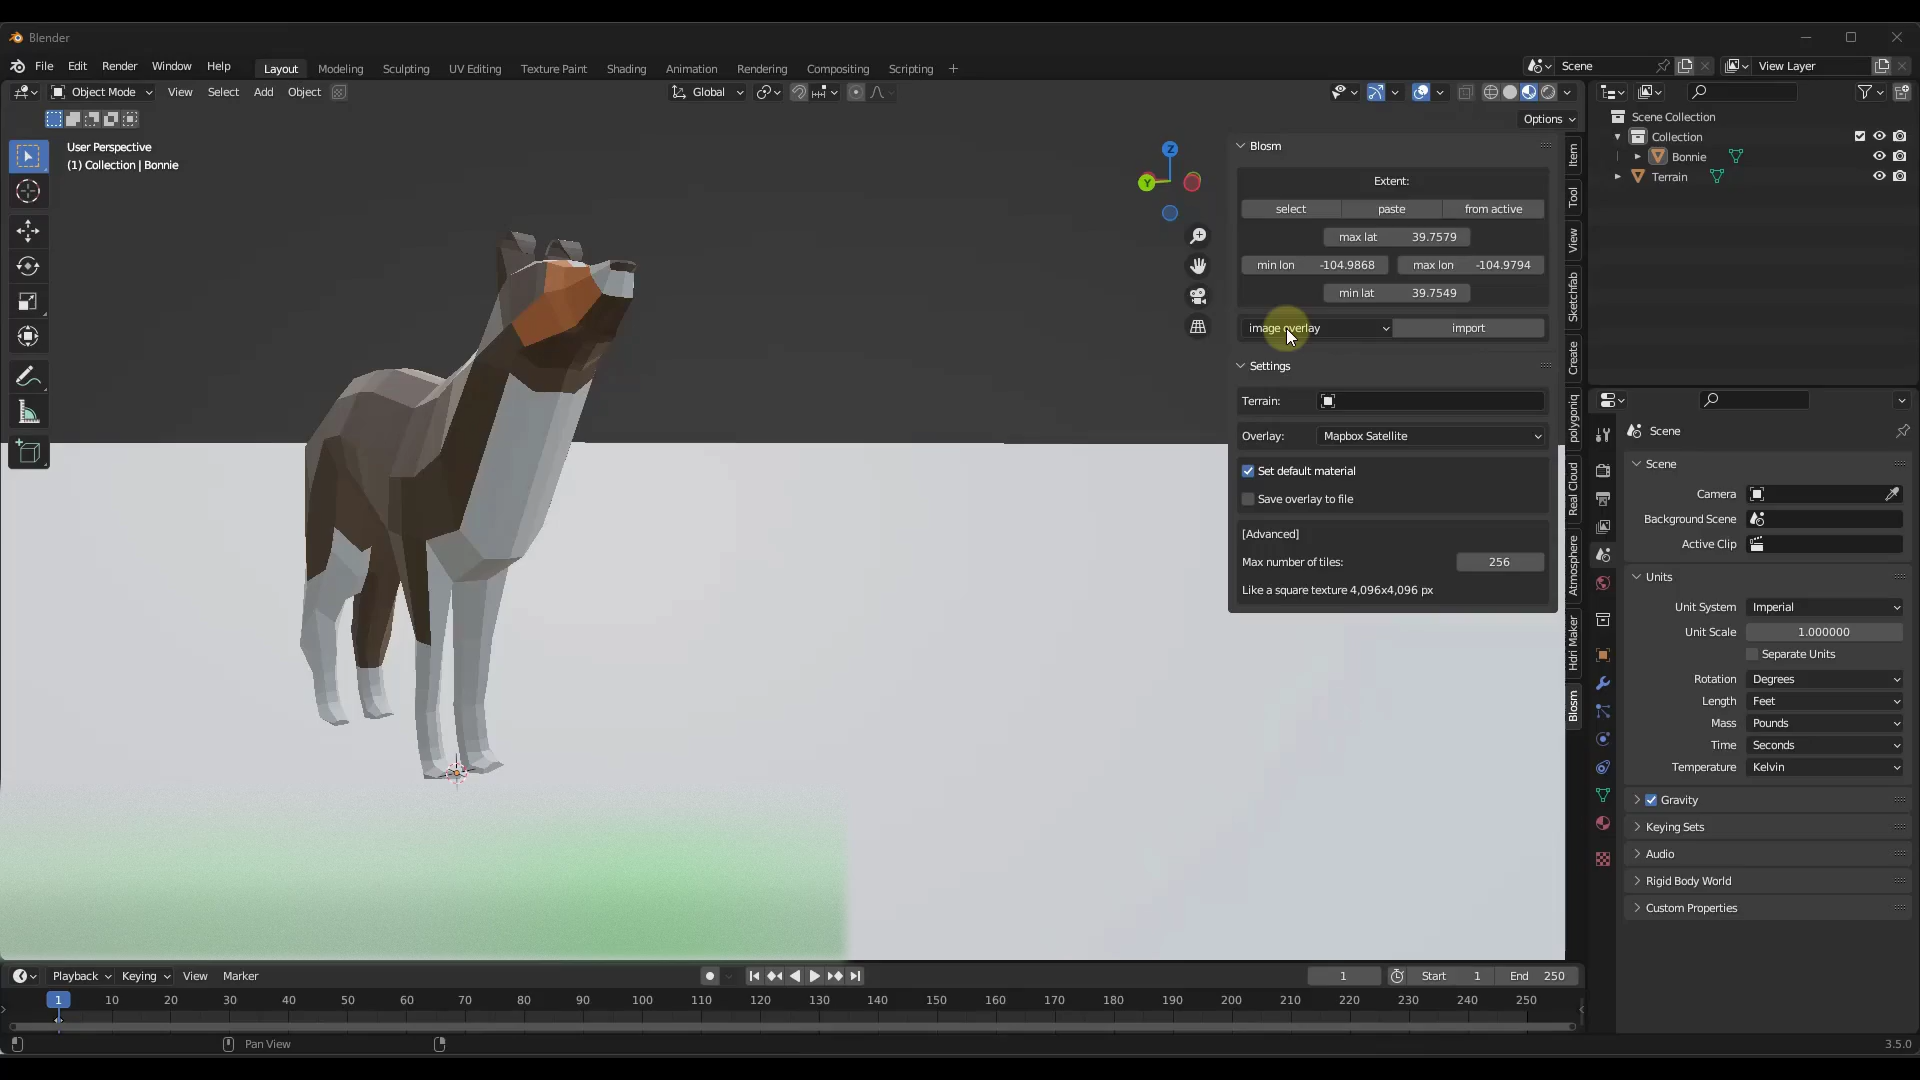 Blender
File Edit Render Window Help Layout Modeling Sculpting UV Editing Texture Paint Shading Animation Rendering Compositing Scripting + Scene View Layer
Object Mode View Select Add Object Global
Options
User Perspective
(1) Collection | Bonnie
Z
Y
Blosm
Extent:
select paste from active
max lat 39.7579
min lon -104.9868 max lon -104.9794
min lat 39.7549
image overlay import
Settings
Terrain:
Overlay: Mapbox Satellite
Set default material
Save overlay to file
[Advanced]
Max number of tiles: 256
Like a square texture 4,096x4,096 px
Item
Tool
View
Sketchfab
Create
polygoniq
Real Cloud
Atmosphere
Hdri Maker
Blosm
Scene Collection
Collection
Bonnie
Terrain
Scene
Scene
Camera
Background Scene
Active Clip
Units
Unit System Imperial
Unit Scale 1.000000
Separate Units
Rotation Degrees
Length Feet
Mass Pounds
Time Seconds
Temperature Kelvin
Gravity
Keying Sets
Audio
Rigid Body World
Custom Properties
Playback Keying View Marker 1 Start 1 End 250
1 10 20 30 40 50 60 70 80 90 100 110 120 130 140 150 160 170 180 190 200 210 220 230 240 250
Pan View 3.5.0